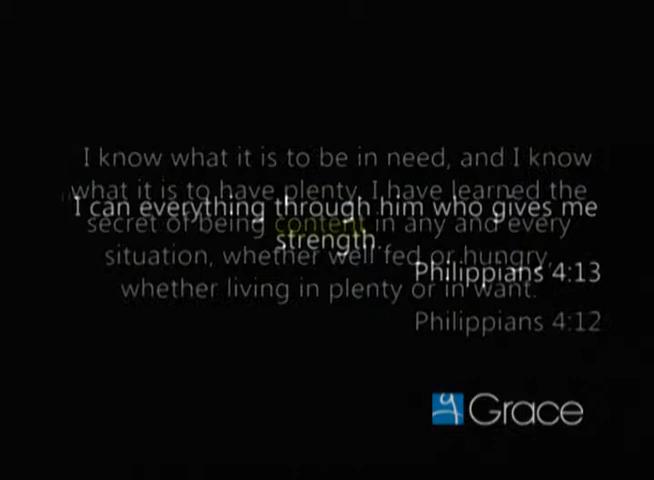 I know what it is to be in need, and I know
what it is to have plenty. I have learned the
secret of being content in any and every
situation, whether well fed or hungry,
whether living in plenty or in want.
Philippians 4:12
I can everything through him who gives me
strength.
Philippians 4:13
Grace